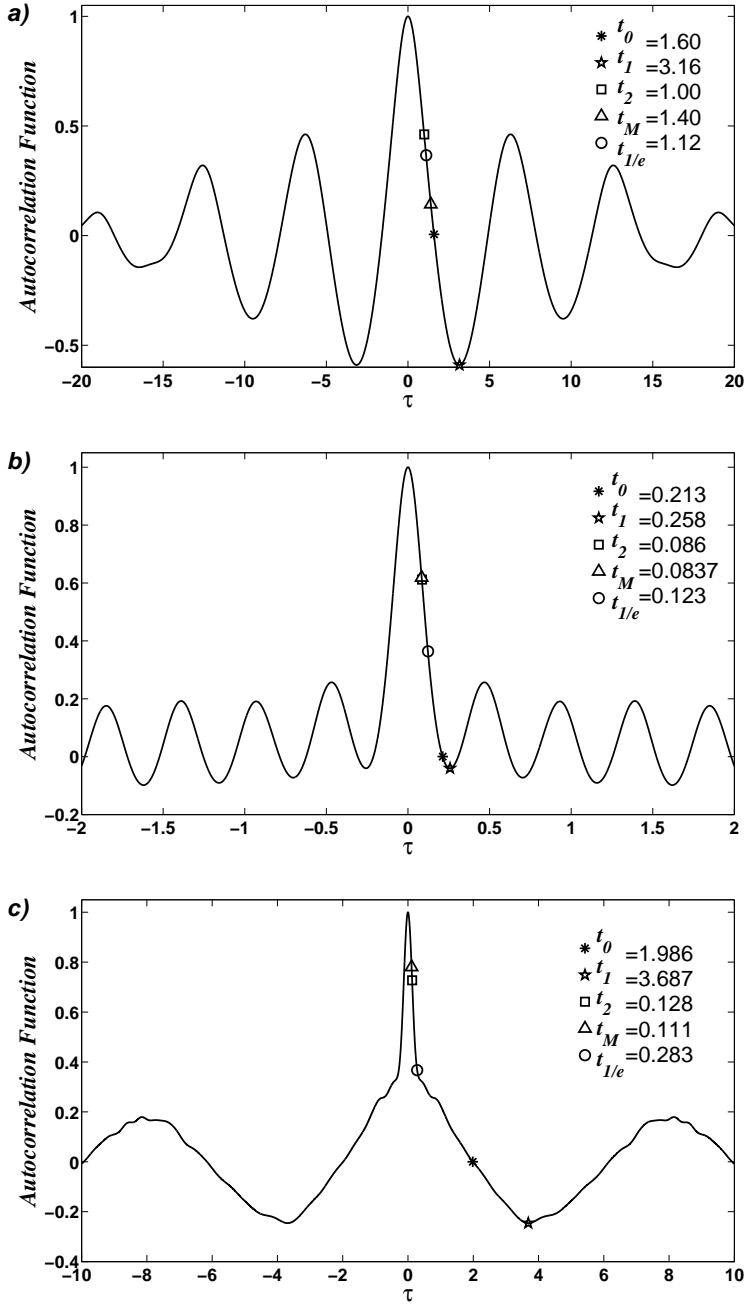 a)
1
0.5
0
−0.5
Autocorrelation Function
t0 =1.60
t1 =3.16
t2 =1.00
tM =1.40
t1/e =1.12
−20 −15 −10 −5 0 5 10 15 20
τ
b)
1
0.8
0.6
0.4
0.2
0
−0.2
Autocorrelation Function
t0 =0.213
t1 =0.258
t2 =0.086
tM =0.0837
t1/e =0.123
−2 −1.5 −1 −0.5 0 0.5 1 1.5 2
τ
c)
1
0.8
0.6
0.4
0.2
0
−0.2
−0.4
Autocorrelation Function
t0 =1.986
t1 =3.687
t2 =0.128
tM =0.111
t1/e =0.283
−10 −8 −6 −4 −2 0 2 4 6 8 10
τ